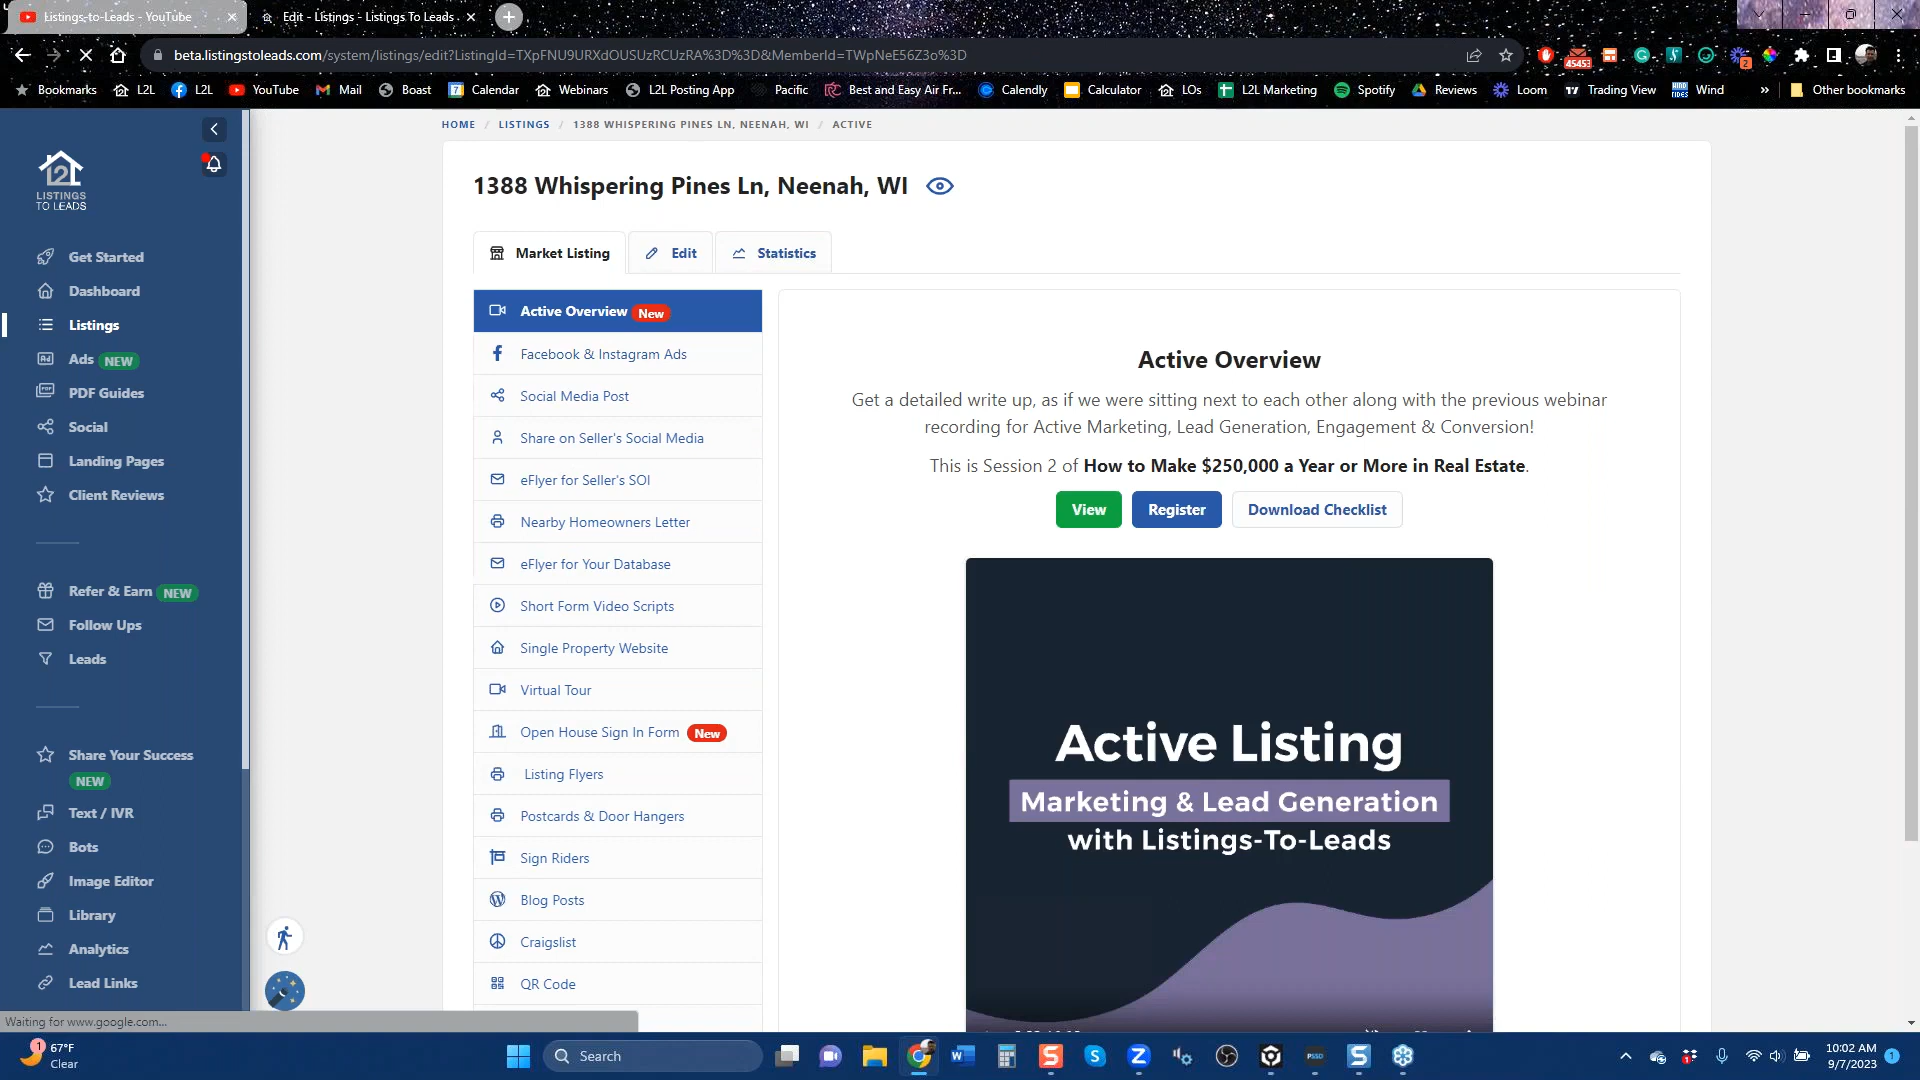 Listings-to-Leads - YouTube
Edit - Listings - Listings To Leads
beta.listingstoleads.com/system/listings/edit?ListingId=TXpFNU9URXdOUSUzRCUzRA%3D%3D&MemberId=TWpNeE56Z3o%3D
45453
2
Bookmarks L2L L2L YouTube Mail Boast Calendar Webinars L2L Posting App Pacific Best and Easy Air Fr... Calendly Calculator LOs L2L Marketing Spotify Reviews Loom Trading View Wind » Other bookmarks
LISTINGS
TO LEADS
Get Started
Dashboard
Listings
Ads NEW
PDF Guides
Social
Landing Pages
Client Reviews
Refer & Earn NEW
Follow Ups
Leads
Share Your Success
NEW
Text / IVR
Bots
Image Editor
Library
Analytics
Lead Links
HOME / LISTINGS / 1388 WHISPERING PINES LN, NEENAH, WI / ACTIVE
1388 Whispering Pines Ln, Neenah, WI
Market Listing
Edit
Statistics
Active Overview New
Facebook & Instagram Ads
Social Media Post
Share on Seller's Social Media
eFlyer for Seller's SOI
Nearby Homeowners Letter
eFlyer for Your Database
Short Form Video Scripts
Single Property Website
Virtual Tour
Open House Sign In Form New
Listing Flyers
Postcards & Door Hangers
Sign Riders
Blog Posts
Craigslist
QR Code
Active Overview
Get a detailed write up, as if we were sitting next to each other along with the previous webinar
recording for Active Marketing, Lead Generation, Engagement & Conversion!
This is Session 2 of How to Make $250,000 a Year or More in Real Estate.
View
Register
Download Checklist
Active Listing
Marketing & Lead Generation
with Listings-To-Leads
Waiting for www.google.com...
1
67°F
Clear
Search
10:02 AM
9/7/2023
1